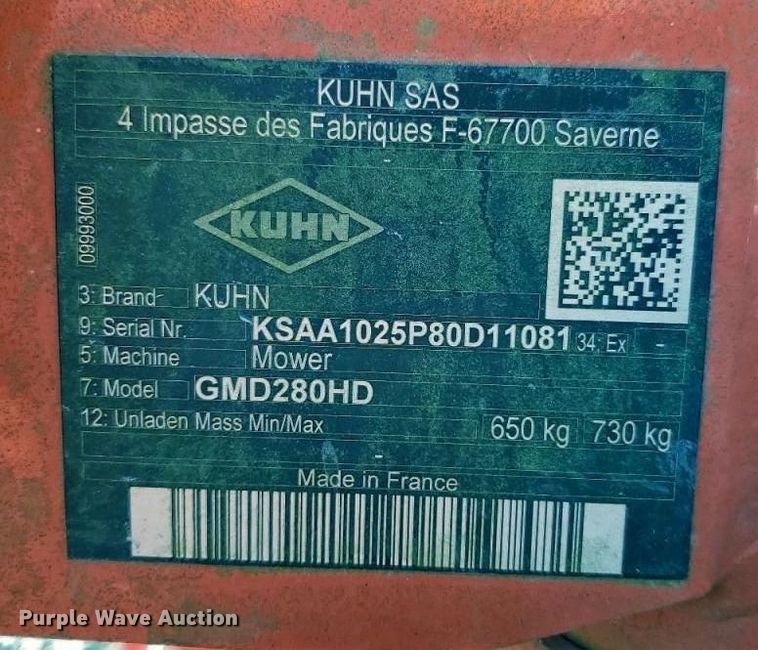 KUHN SAS
4 Impasse des Fabriques F-67700 Saverne
-
09993000
KUHN
3: Brand KUHN
9: Serial Nr. KSAA1025P80D11081 34: Ex -
5: Machine Mower
7: Model GMD280HD
12: Unladen Mass Min/Max 650 kg 730 kg
-
Made in France
Purple Wave Auction